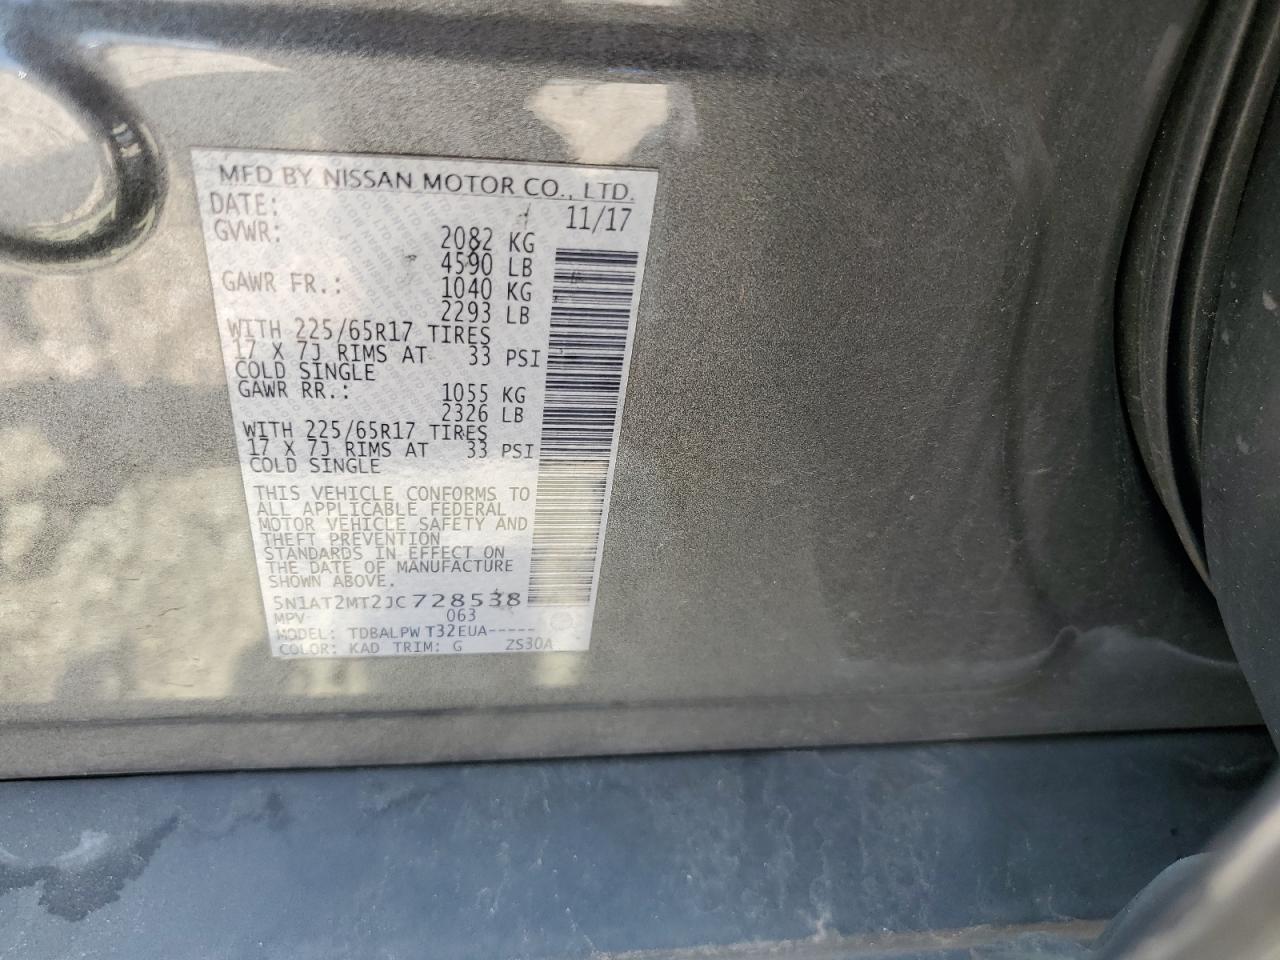 MFD BY NISSAN MOTOR CO., LTD.
DATE: 11/17
GVWR: 2082 KG
4590 LB
GAWR FR.: 1040 KG
2293 LB
WITH 225/65R17 TIRES
17 X 7J RIMS AT 33 PSI
COLD SINGLE
GAWR RR.: 1055 KG
2326 LB
WITH 225/65R17 TIRES
17 X 7J RIMS AT 33 PSI
COLD SINGLE
THIS VEHICLE CONFORMS TO
ALL APPLICABLE FEDERAL
MOTOR VEHICLE SAFETY AND
THEFT PREVENTION
STANDARDS IN EFFECT ON
THE DATE OF MANUFACTURE
SHOWN ABOVE.
5N1AT2MT2JC728538
MPV 063
MODEL: TDBALPW T32EUA-----
COLOR: KAD TRIM: G ZS30A